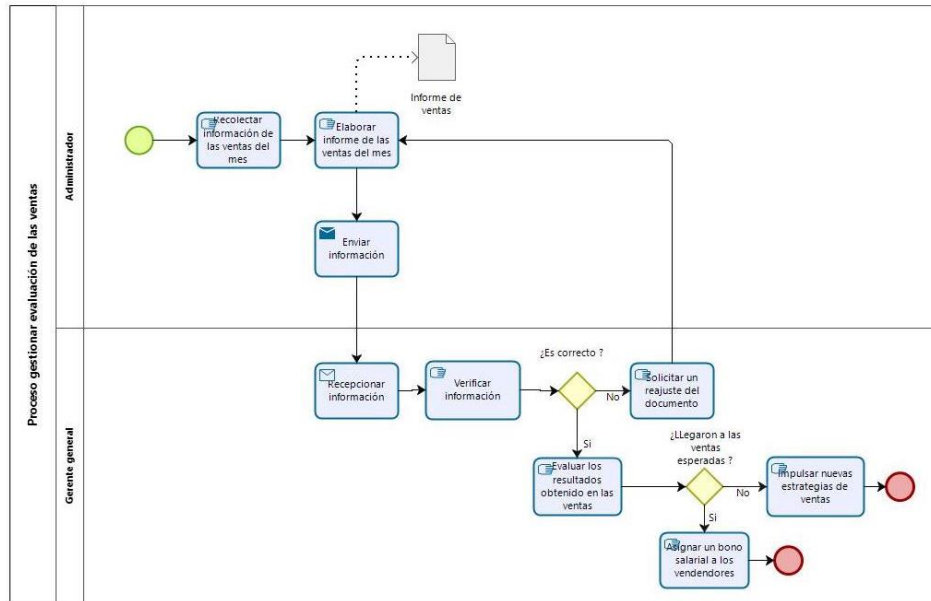 Proceso gestionar evaluación de las ventas
Administrador
Informe de
ventas
Recolectar
información de
las ventas del
mes
Elaborar
informe de las
ventas del mes
Enviar
información
Gerente general
Recepcionar
información
Verificar
información
¿Es correcto ?
No
Solicitar un
reajuste del
documento
Si
Evaluar los
resultados
obtenido en las
ventas
¿LLegaron a las
ventas
esperadas ?
No
Impulsar nuevas
estrategias de
ventas
Si
Asignar un bono
salarial a los
vendendores